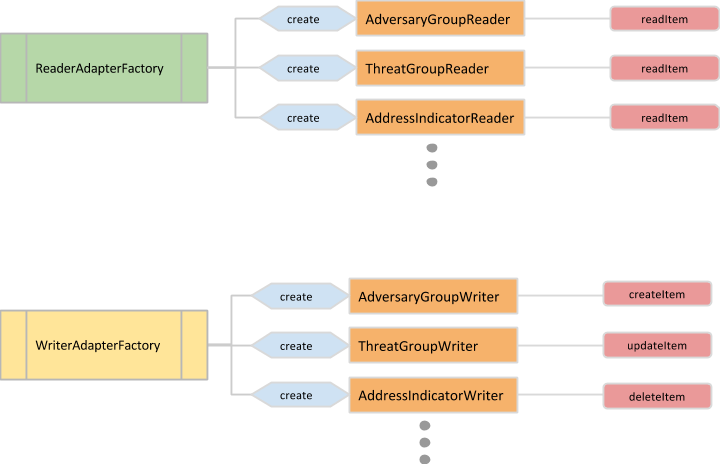 create AdversaryGroupReader readItem
ReaderAdapterFactory create ThreatGroupReader readItem
create AddressIndicatorReader readItem
create AdversaryGroupWriter createItem
WriterAdapterFactory create ThreatGroupWriter updateItem
create AddressIndicatorWriter deleteItem